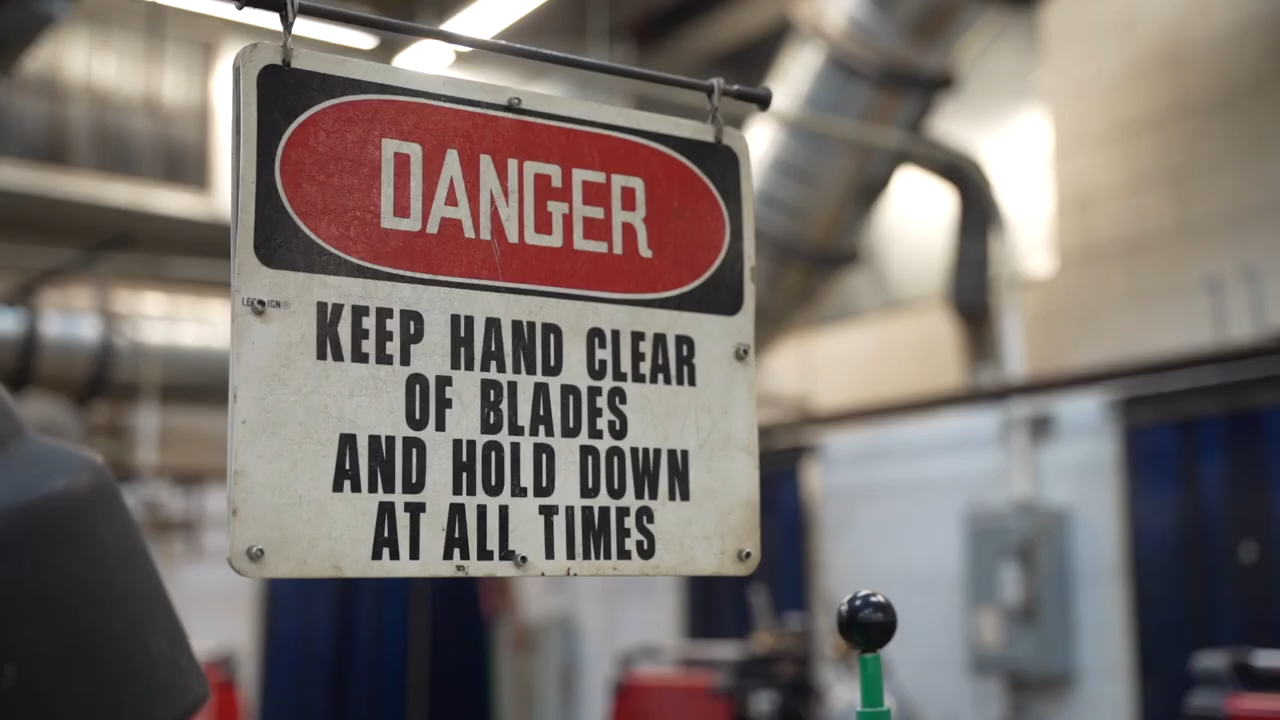 DANGER
KEEP HAND CLEAR
OF BLADES
AND HOLD DOWN
AT ALL TIMES